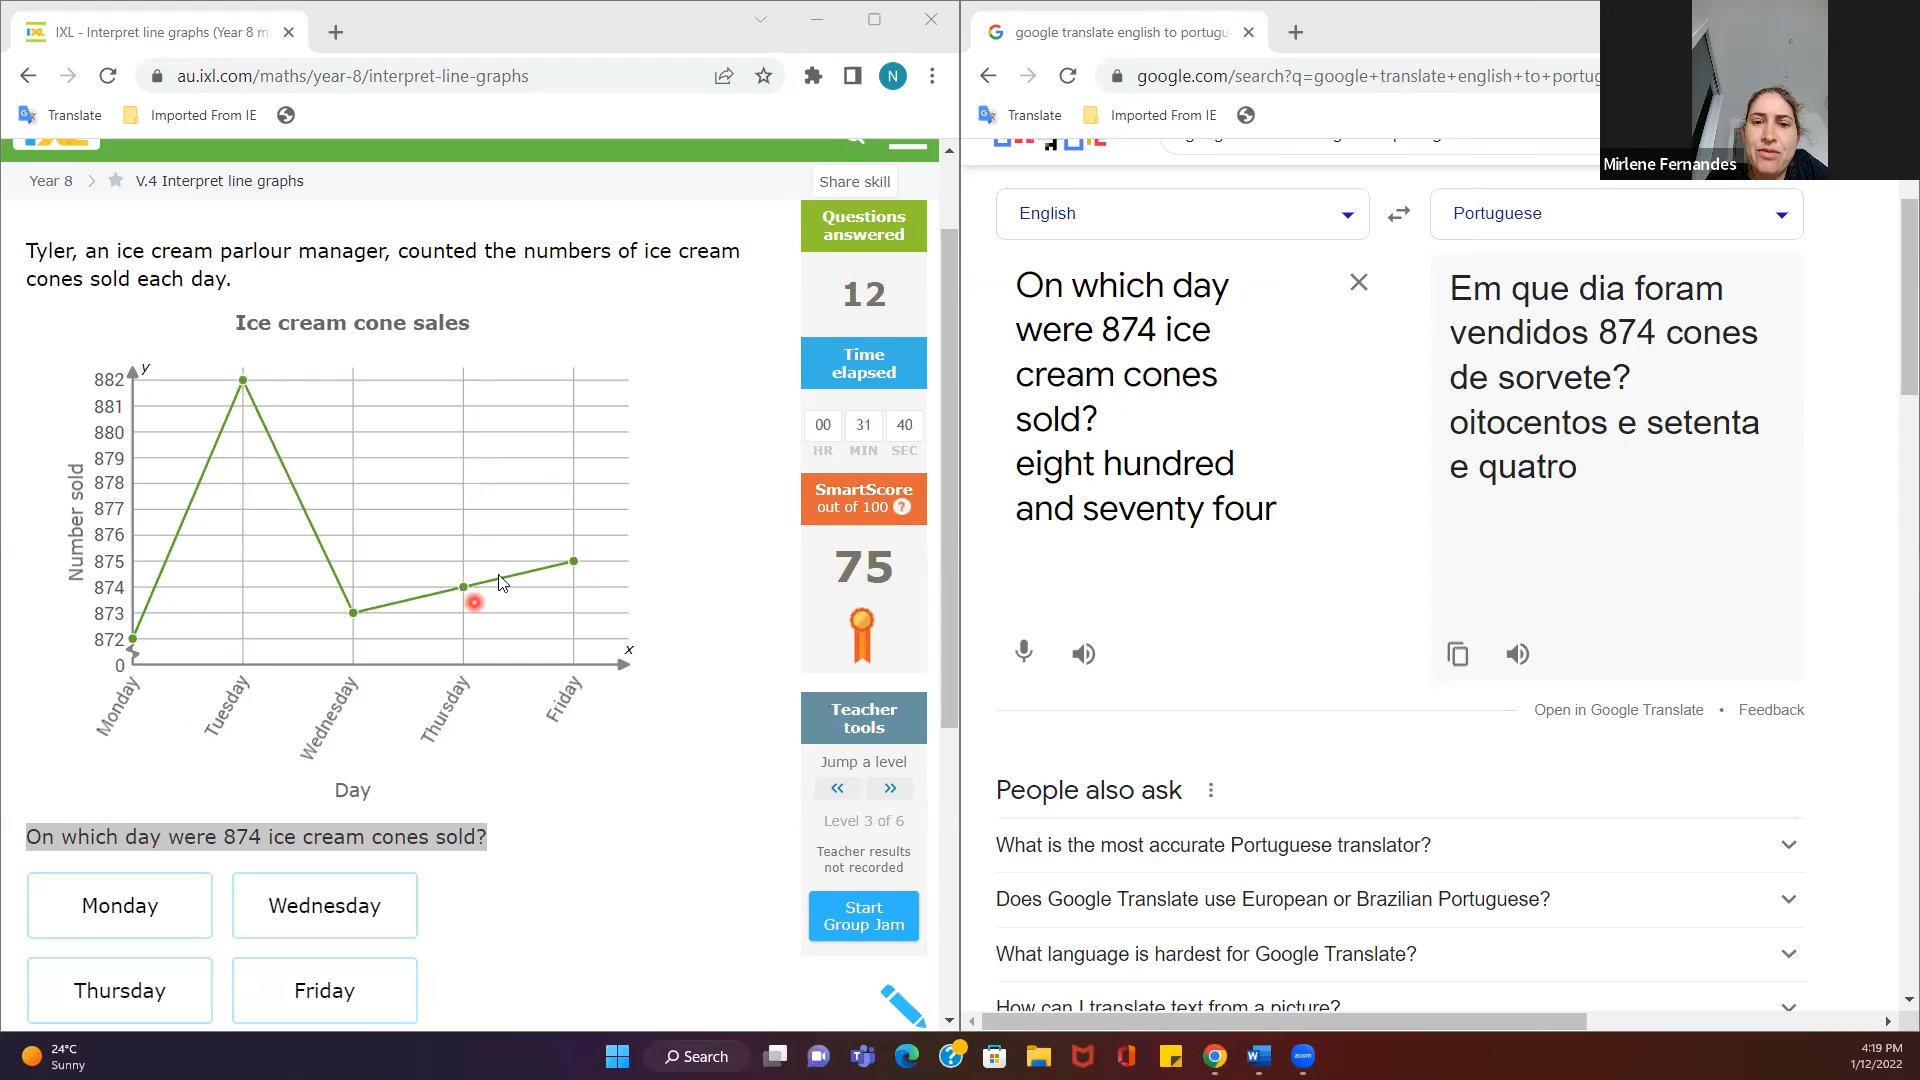 IXL - Interpret line graphs (Year 8 m
au.ixl.com/maths/year-8/interpret-line-graphs
N
Translate
Imported From IE
Year 8
V.4 Interpret line graphs
Share skill
Tyler, an ice cream parlour manager, counted the numbers of ice cream
cones sold each day.
Ice cream cone sales
y
882
881
880
879
878
877
876
875
874
873
872
0
Number sold
x
Monday
Tuesday
Wednesday
Thursday
Friday
Day
On which day were 874 ice cream cones sold?
Monday
Wednesday
Thursday
Friday
Questions
answered
12
Time
elapsed
00
31
40
HR
MIN
SEC
SmartScore
out of 100 ?
75
Teacher
tools
Jump a level
Level 3 of 6
Teacher results
not recorded
Start
Group Jam
google translate english to portugu
google.com/search?q=google+translate+english+to+portug
Translate
Imported From IE
Mirlene Fernandes
English
Portuguese
On which day
were 874 ice
cream cones
sold?
eight hundred
and seventy four
Em que dia foram
vendidos 874 cones
de sorvete?
oitocentos e setenta
e quatro
Open in Google Translate • Feedback
People also ask
What is the most accurate Portuguese translator?
Does Google Translate use European or Brazilian Portuguese?
What language is hardest for Google Translate?
How can I translate text from a picture?
24°C
Sunny
Search
zoom
4:19 PM
1/12/2022